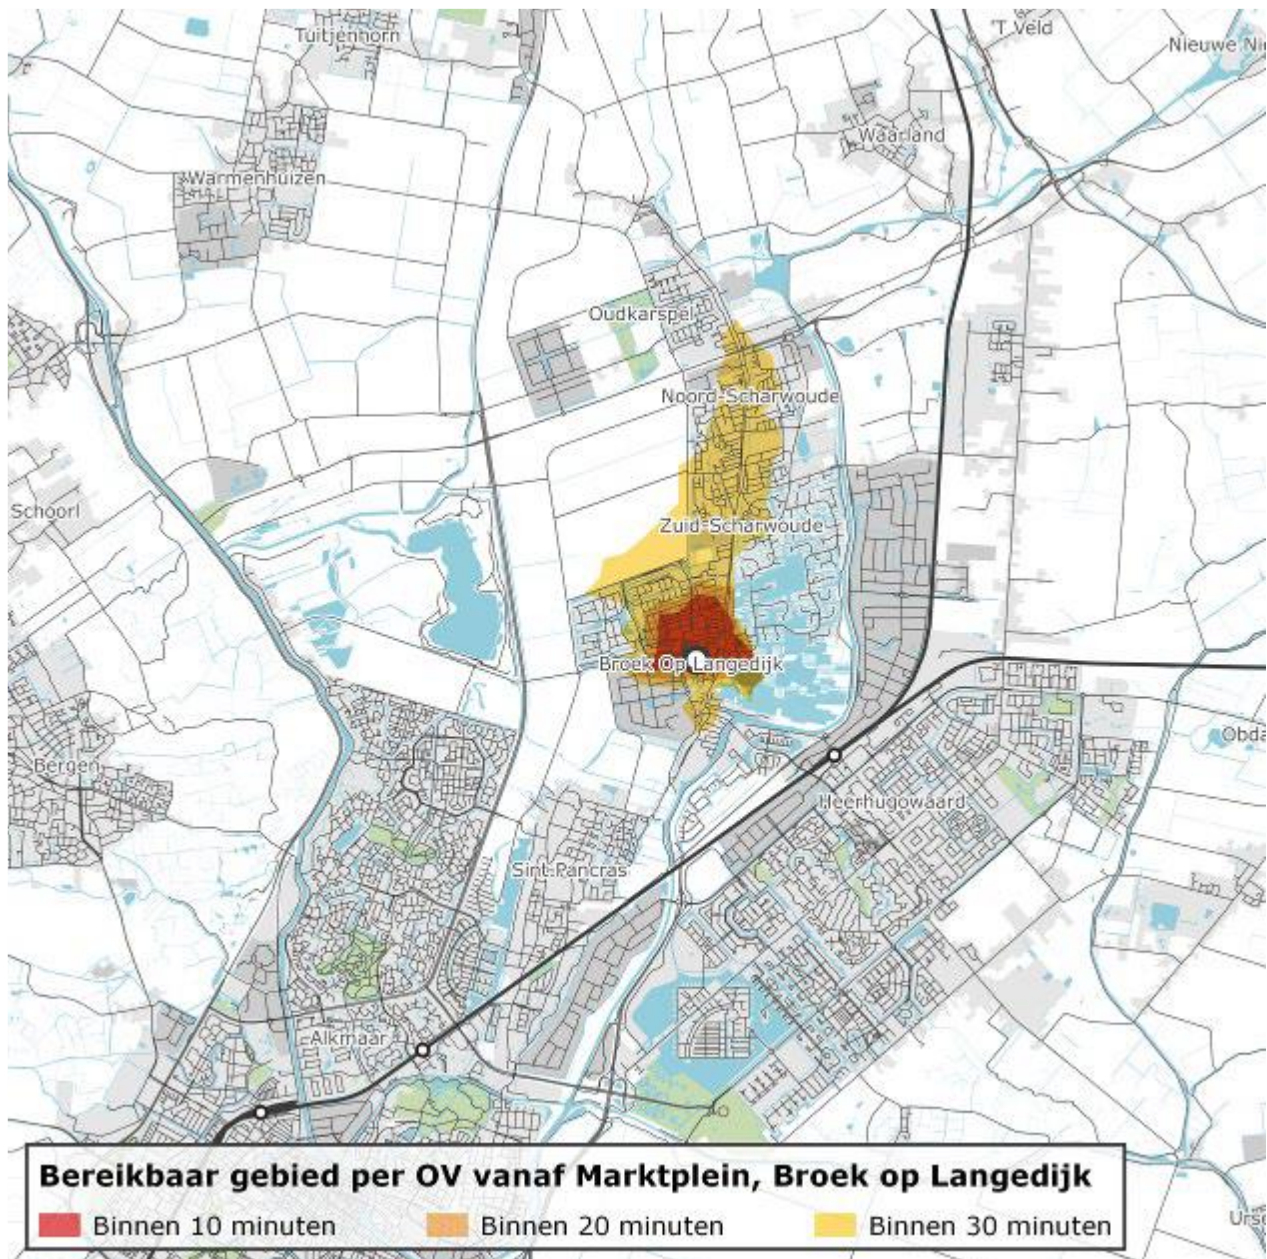 Tuitjenhorn
'T Veld
Nieuwe Nie
Waarland
Warmenhuizen
Oudkarspel
Noord-Scharwoude
Schoorl
Zuid-Scharwoude
Broek Op Langedijk
Obda
Bergen
Heerhugowaard
Sint-Pancras
Alkmaar
Bereikbaar gebied per OV vanaf Marktplein, Broek op Langedijk
Binnen 10 minuten Binnen 20 minuten Binnen 30 minuten
Urs